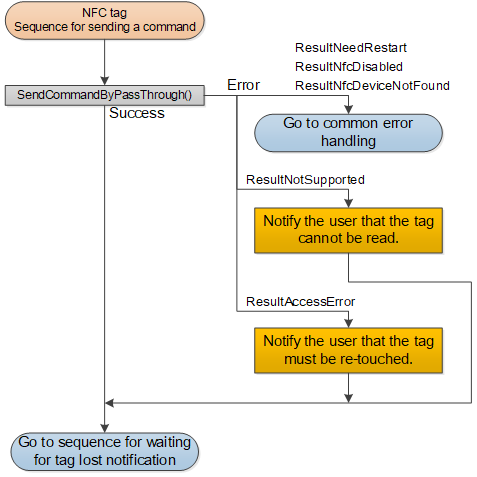 NFC tag
Sequence for sending a command
ResultNeedRestart
ResultNfcDisabled
ResultNfcDeviceNotFound
SendCommandByPassThrough()
Error
Success
Go to common error
handling
ResultNotSupported
Notify the user that the tag
cannot be read.
ResultAccessError
Notify the user that the tag
must be re-touched.
Go to sequence for waiting
for tag lost notification